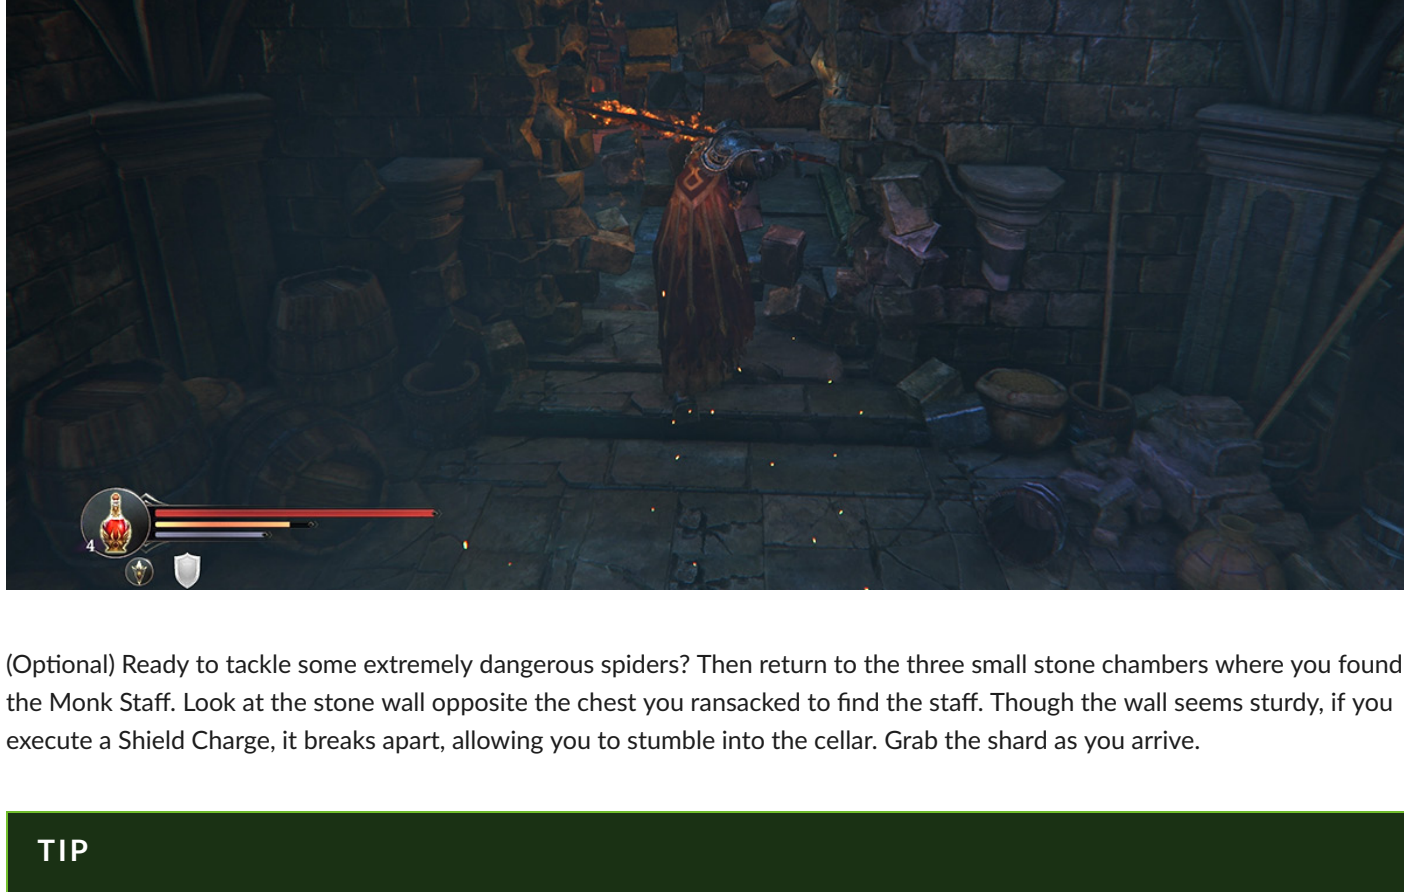 4
(Optional) Ready to tackle some extremely dangerous spiders? Then return to the three small stone chambers where you found
the Monk Staff. Look at the stone wall opposite the chest you ransacked to find the staff. Though the wall seems sturdy, if you
execute a Shield Charge, it breaks apart, allowing you to stumble into the cellar. Grab the shard as you arrive.
TIP